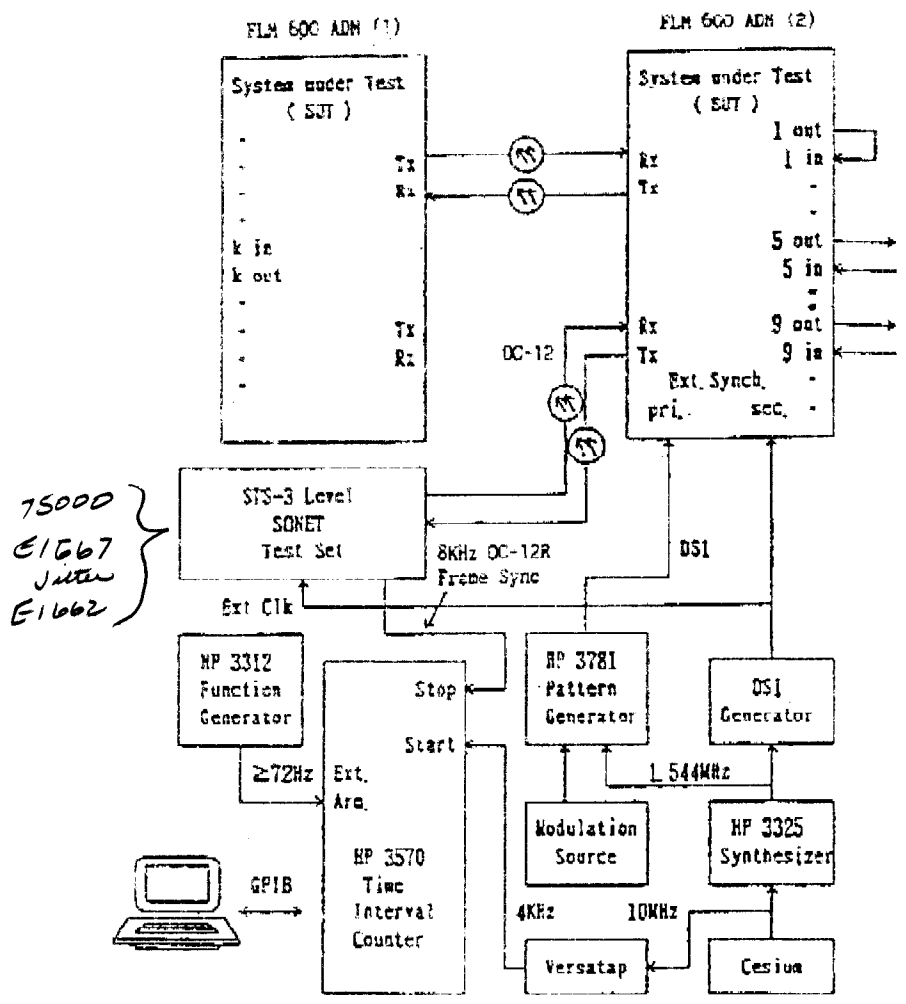 FLM 600 ADM (1)
FLM 600 ADM (2)
System under Test
( SUT )
Tx
Rx
k in
k out
Tx
Rx
System under Test
( SUT )
1 out
1 in
Rx
Tx
5 out
5 in
9 out
9 in
Rx
Tx
Ext. Synch.
pri. sec.
OC-12
75000
E1667
Jitter
E1662
STS-3 Level
SONET
Test Set
8KHz OC-12R
Frame Sync
DS1
Ext Clk
HP 3312
Function
Generator
Stop
Start
Ext.
Arm.
HP 3570
Time
Interval
Counter
≥72Hz
GPIB
HP 3781
Pattern
Generator
DS1
Generator
1.544MHz
Modulation
Source
HP 3325
Synthesizer
4KHz
10MHz
Versatap
Cesium